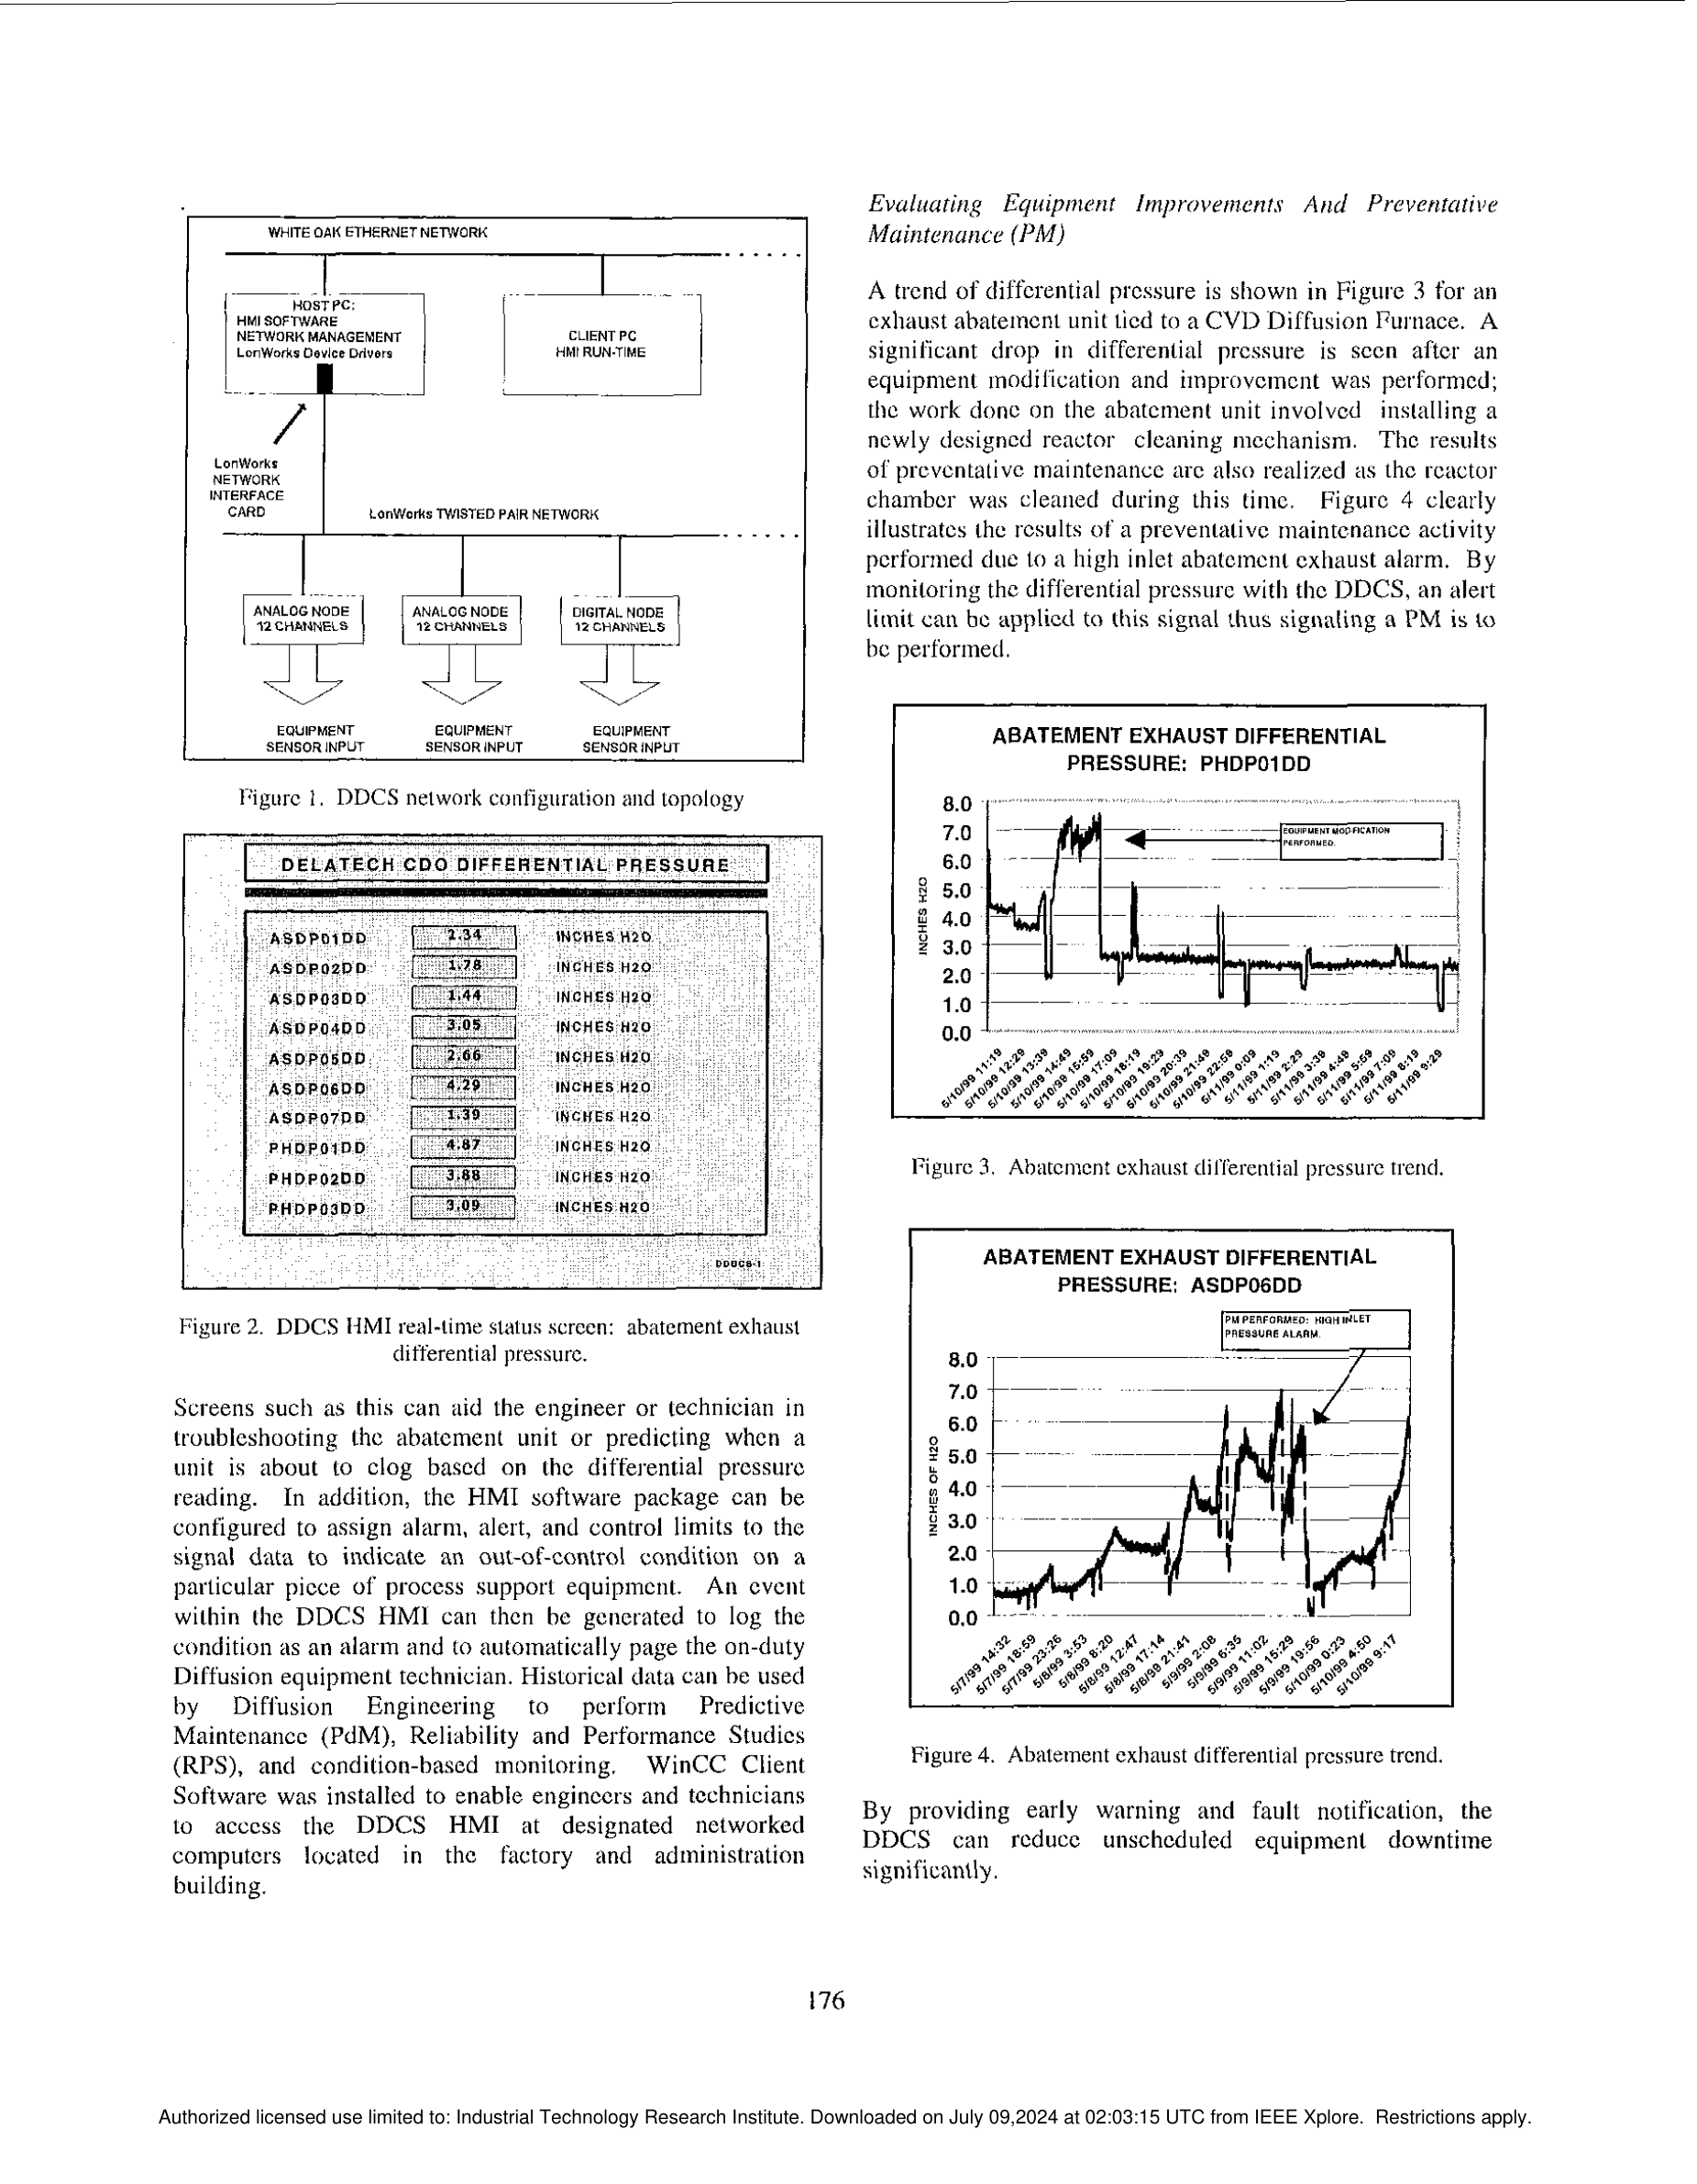 WHITE OAK ETHERNET NETWORK
HOST PC:
HMI SOFTWARE
NETWORK MANAGEMENT
LonWorks Device Drivers
CLIENT PC
HMI RUN-TIME
LonWorks
NETWORK
INTERFACE
CARD
LonWorks TWISTED PAIR NETWORK
ANALOG NODE
12 CHANNELS
ANALOG NODE
12 CHANNELS
DIGITAL NODE
12 CHANNELS
EQUIPMENT
SENSOR INPUT
EQUIPMENT
SENSOR INPUT
EQUIPMENT
SENSOR INPUT
Figure 1. DDCS network configuration and topology
DELATECH CDO DIFFERENTIAL PRESSURE
ASDP01DD 2.34 INCHES H2O
ASDP02DD 1.78 INCHES H2O
ASDP03DD 1.44 INCHES H2O
ASDP04DD 3.05 INCHES H2O
ASDP05DD 2.66 INCHES H2O
ASDP06DD 4.29 INCHES H2O
ASDP07DD 1.39 INCHES H2O
PHDP01DD 4.87 INCHES H2O
PHDP02DD 3.88 INCHES H2O
PHDP03DD 3.09 INCHES H2O
Figure 2. DDCS HMI real-time status screen: abatement exhaust
differential pressure.
Screens such as this can aid the engineer or technician in
troubleshooting the abatement unit or predicting when a
unit is about to clog based on the differential pressure
reading. In addition, the HMI software package can be
configured to assign alarm, alert, and control limits to the
signal data to indicate an out-of-control condition on a
particular piece of process support equipment. An event
within the DDCS HMI can then be generated to log the
condition as an alarm and to automatically page the on-duty
Diffusion equipment technician. Historical data can be used
by Diffusion Engineering to perform Predictive
Maintenance (PdM), Reliability and Performance Studies
(RPS), and condition-based monitoring. WinCC Client
Software was installed to enable engineers and technicians
to access the DDCS HMI at designated networked
computers located in the factory and administration
building.
Evaluating Equipment Improvements And Preventative
Maintenance (PM)
A trend of differential pressure is shown in Figure 3 for an
exhaust abatement unit tied to a CVD Diffusion Furnace. A
significant drop in differential pressure is seen after an
equipment modification and improvement was performed;
the work done on the abatement unit involved installing a
newly designed reactor cleaning mechanism. The results
of preventative maintenance are also realized as the reactor
chamber was cleaned during this time. Figure 4 clearly
illustrates the results of a preventative maintenance activity
performed due to a high inlet abatement exhaust alarm. By
monitoring the differential pressure with the DDCS, an alert
limit can be applied to this signal thus signaling a PM is to
be performed.
ABATEMENT EXHAUST DIFFERENTIAL
PRESSURE: PHDP01DD
EQUIPMENT MODIFICATION
PERFORMED.
INCHES H2O
8.0
7.0
6.0
5.0
4.0
3.0
2.0
1.0
0.0
5/10/99 11:19
5/10/99 12:29
5/10/99 13:39
5/10/99 14:49
5/10/99 15:59
5/10/99 17:09
5/10/99 18:19
5/10/99 19:29
5/10/99 20:39
5/10/99 21:49
5/10/99 22:59
5/11/99 0:09
5/11/99 1:19
5/11/99 2:29
5/11/99 3:39
5/11/99 4:49
5/11/99 5:59
5/11/99 7:09
5/11/99 8:19
5/11/99 9:29
Figure 3. Abatement exhaust differential pressure trend.
ABATEMENT EXHAUST DIFFERENTIAL
PRESSURE: ASDP06DD
PM PERFORMED: HIGH INLET
PRESSURE ALARM.
INCHES OF H2O
8.0
7.0
6.0
5.0
4.0
3.0
2.0
1.0
0.0
5/7/99 14:32
5/7/99 18:59
5/7/99 23:26
5/8/99 3:53
5/8/99 8:20
5/8/99 12:47
5/8/99 17:14
5/8/99 21:41
5/9/99 2:08
5/9/99 6:35
5/9/99 11:02
5/9/99 15:29
5/9/99 19:56
5/10/99 0:23
5/10/99 4:50
5/10/99 9:17
Figure 4. Abatement exhaust differential pressure trend.
By providing early warning and fault notification, the
DDCS can reduce unscheduled equipment downtime
significantly.
176
Authorized licensed use limited to: Industrial Technology Research Institute. Downloaded on July 09,2024 at 02:03:15 UTC from IEEE Xplore. Restrictions apply.